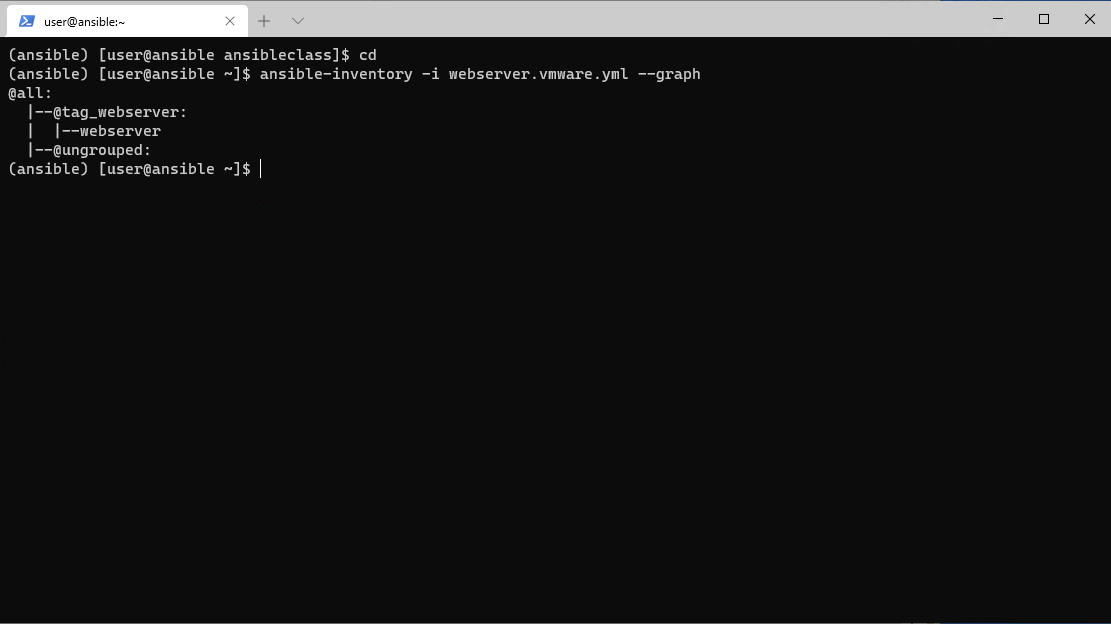 user@ansible:~
(ansible) [user@ansible ansibleclass]$ cd
(ansible) [user@ansible ~]$ ansible-inventory -i webserver.vmware.yml --graph
@all:
  |--@tag_webserver:
  |  |--webserver
  |--@ungrouped:
(ansible) [user@ansible ~]$